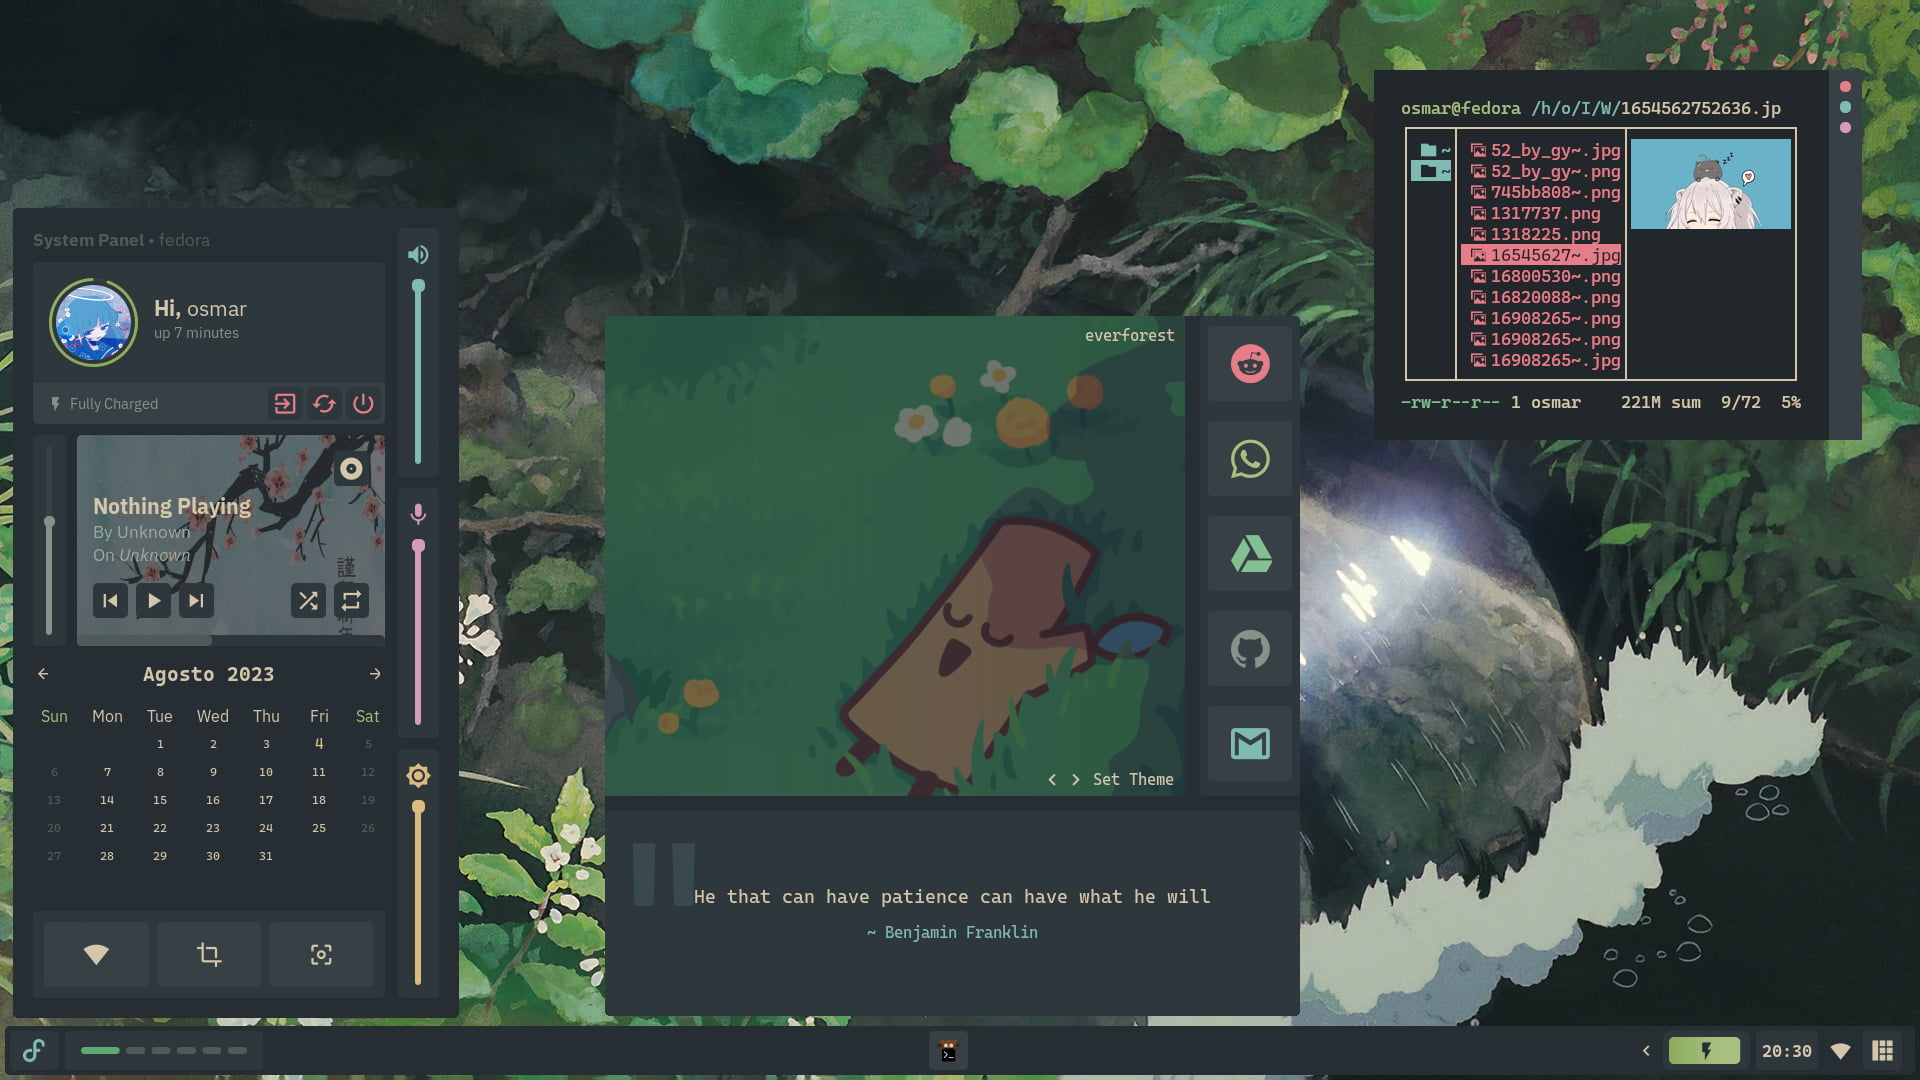 System Panel • fedora
Hi, osmar
up 7 minutes
Fully Charged
Nothing Playing
By Unknown
On Unknown
Agosto 2023
Sun Mon Tue Wed Thu Fri Sat
1 2 3 4 5
6 7 8 9 10 11 12
13 14 15 16 17 18 19
20 21 22 23 24 25 26
27 28 29 30 31
everforest
< > Set Theme
He that can have patience can have what he will
~ Benjamin Franklin
osmar@fedora /h/o/I/W/1654562752636.jp
~ 52_by_gy~.jpg
~ 52_by_gy~.png
745bb808~.png
1317737.png
1318225.png
16545627~.jpg
16800530~.png
16820088~.png
16908265~.png
16908265~.png
16908265~.jpg
-rw-r--r-- 1 osmar 221M sum 9/72 5%
20:30